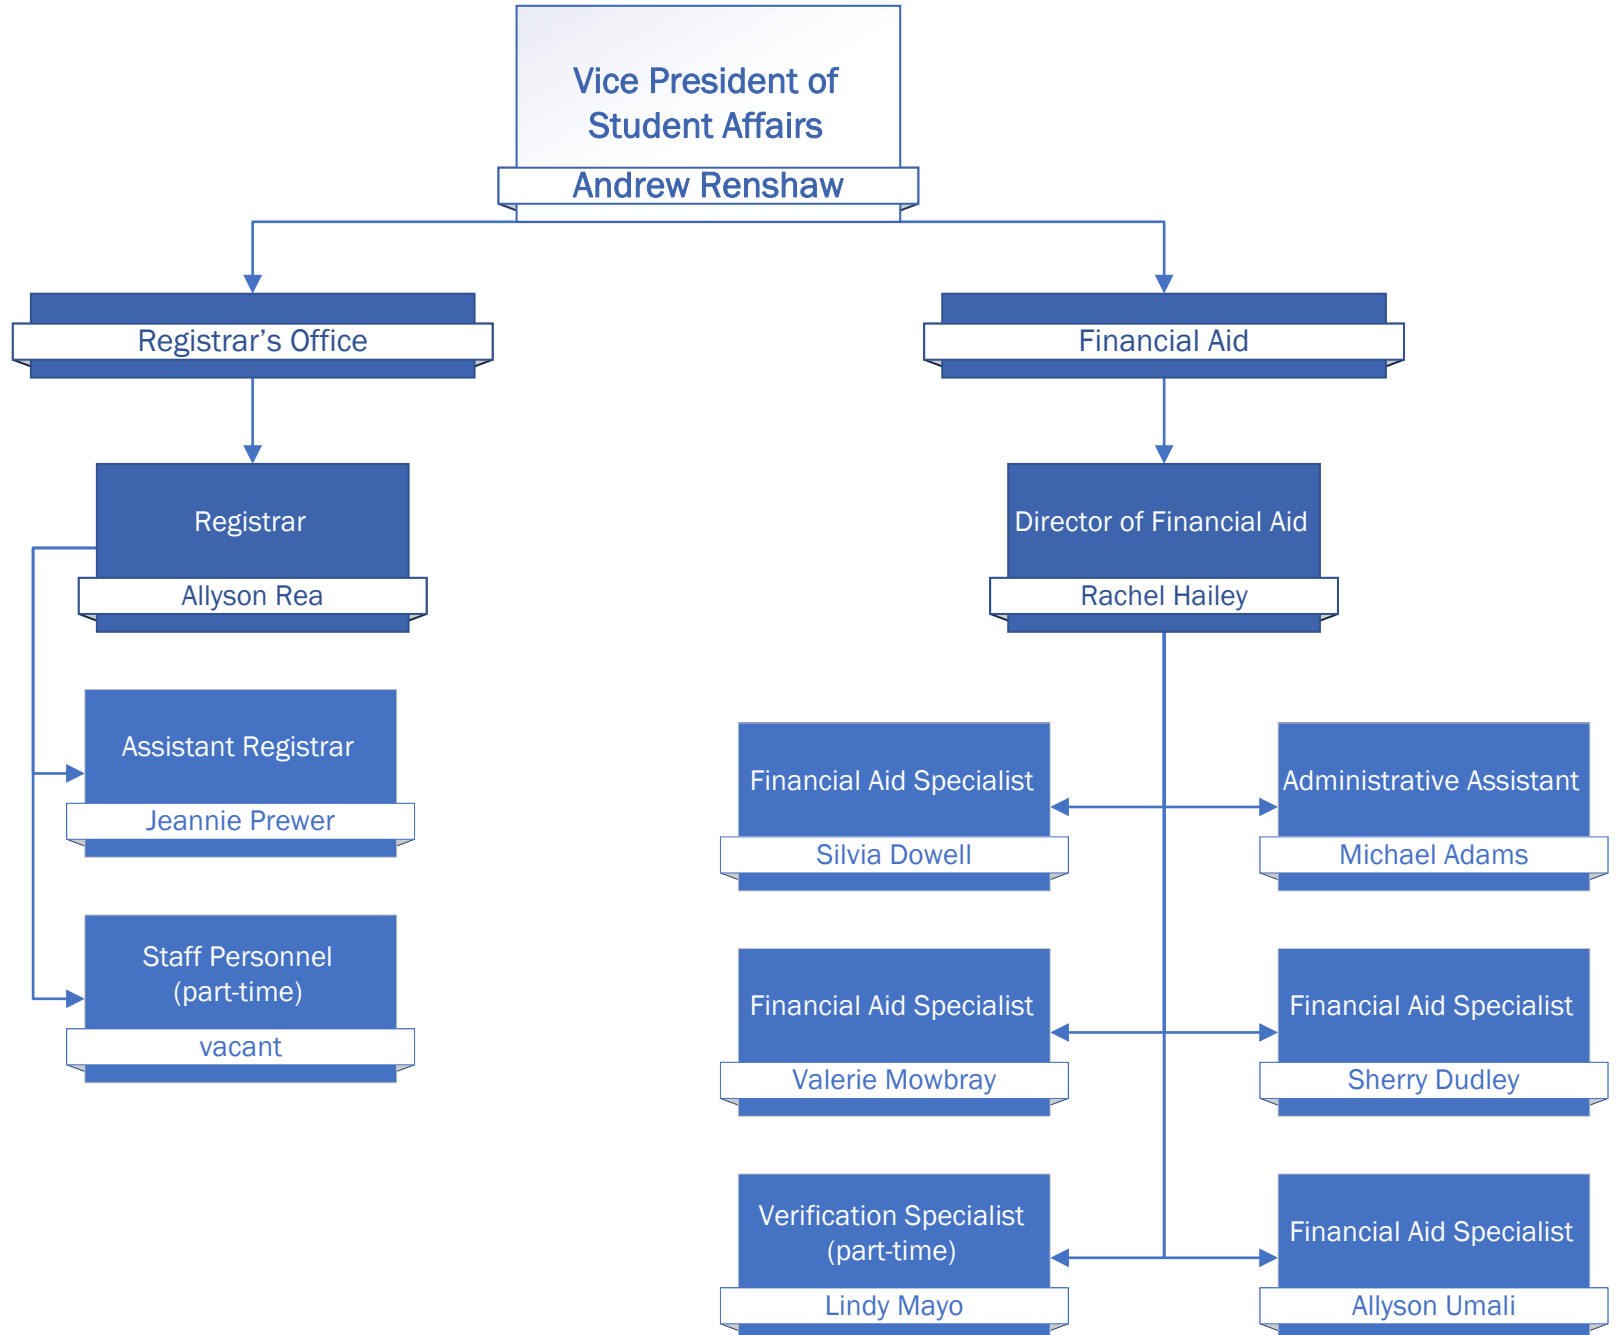 Vice President of
Student Affairs
Andrew Renshaw
Registrar’s Office
Financial Aid
Registrar
Allyson Rea
Director of Financial Aid
Rachel Hailey
Assistant Registrar
Jeannie Prewer
Staff Personnel
(part-time)
vacant
Financial Aid Specialist
Silvia Dowell
Administrative Assistant
Michael Adams
Financial Aid Specialist
Valerie Mowbray
Financial Aid Specialist
Sherry Dudley
Verification Specialist
(part-time)
Lindy Mayo
Financial Aid Specialist
Allyson Umali